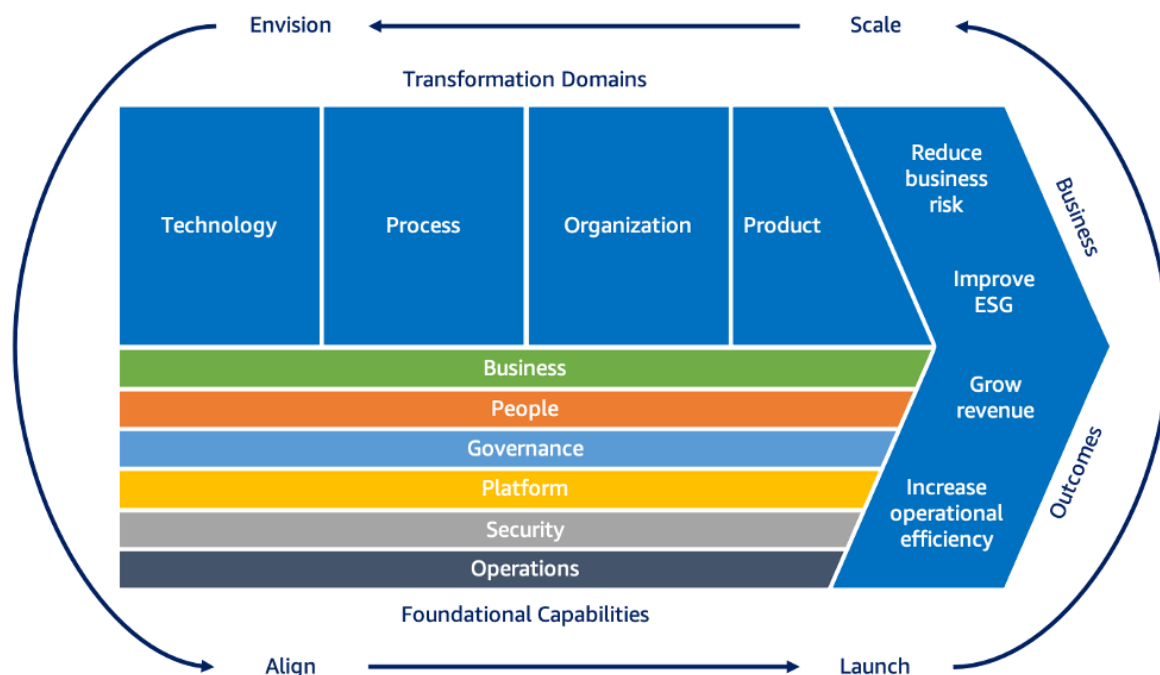 Envision
Scale
Transformation Domains
Technology
Process
Organization
Product
Reduce
business
risk
Improve
ESG
Grow
revenue
Increase
operational
efficiency
Business
Outcomes
Business
People
Governance
Platform
Security
Operations
Foundational Capabilities
Align
Launch